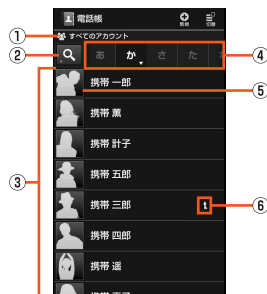 電話帳
新規 切替
① すべてのアカウント
② あ か さ た ④
携帯 一郎 ⑤
携帯 薫
③ 携帯 計子
携帯 五郎
携帯 三郎 t ⑥
携帯 四郎
携帯 遥